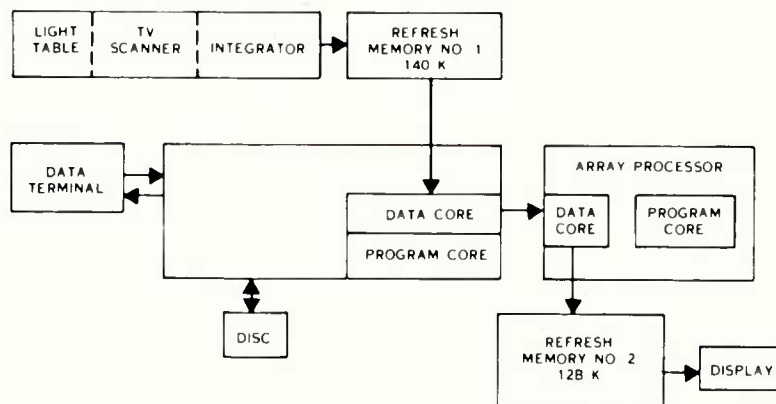 LIGHT TABLE
TV SCANNER
INTEGRATOR
REFRESH
MEMORY NO. 1
140 K
DATA
TERMINAL
DATA CORE
PROGRAM CORE
ARRAY PROCESSOR
DATA
CORE
PROGRAM
CORE
DISC
REFRESH
MEMORY NO. 2
12B K
DISPLAY